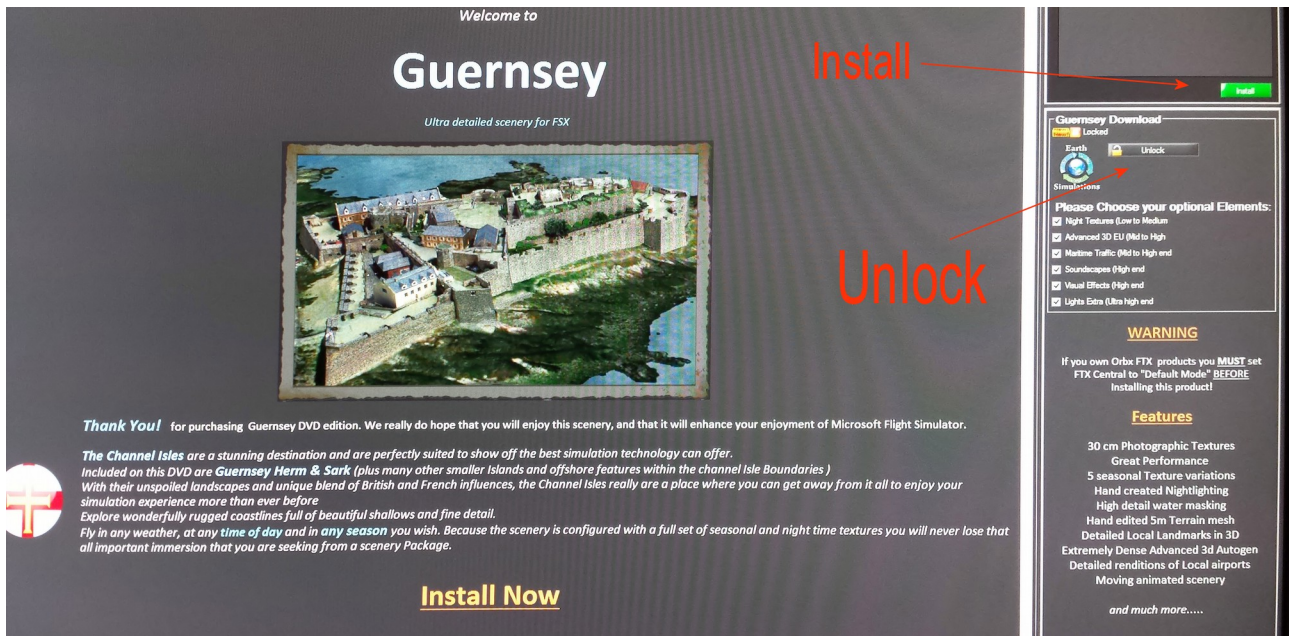 Welcome to
Guernsey
Ultra detailed scenery for FSX
Thank You! for purchasing Guernsey DVD edition. We really do hope that you will enjoy this scenery, and that it will enhance your enjoyment of Microsoft Flight Simulator.
The Channel Isles are a stunning destination and are perfectly suited to show off the best simulation technology can offer.
Included on this DVD are Guernsey Herm & Sark (plus many other smaller Islands and offshore features within the channel Isle Boundaries )
With their unspoiled landscapes and unique blend of British and French influences, the Channel Isles really are a place where you can get away from it all to enjoy your
simulation experience more than ever before
Explore wonderfully rugged coastlines full of beautiful shallows and fine detail.
Fly in any weather, at any time of day and in any season you wish. Because the scenery is configured with a full set of seasonal and night time textures you will never lose that
all important immersion that you are seeking from a scenery Package.
Install Now
Install
Unlock
Install
Guernsey Download
Locked
Unlock
Earth
Simulations
Please Choose your optional Elements:
Night Textures (Low to Medium
Advanced 3D EU (Mid to High
Maritime Traffic (Mid to High end
Soundscapes (High end
Visual Effects (High end
Lights Extra (Ultra high end
WARNING
If you own Orbx FTX products you MUST set
FTX Central to "Default Mode" BEFORE
Installing this product!
Features
30 cm Photographic Textures
Great Performance
5 seasonal Texture variations
Hand created Nightlighting
High detail water masking
Hand edited 5m Terrain mesh
Detailed Local Landmarks in 3D
Extremely Dense Advanced 3d Autogen
Detailed renditions of Local airports
Moving animated scenery
and much more.....